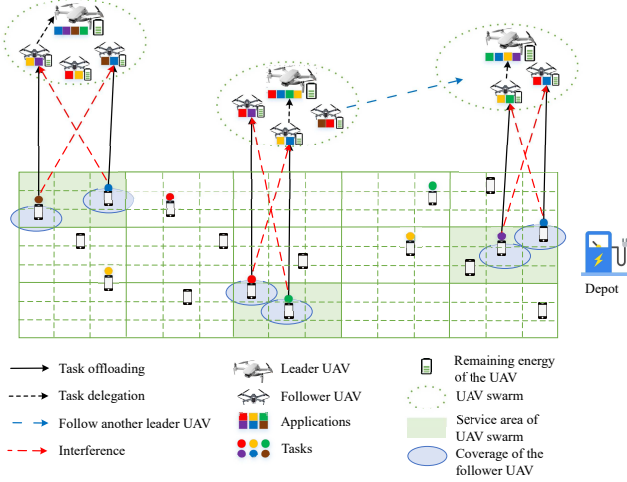 Depot
Task offloading
Task delegation
Follow another leader UAV
Interference
Leader UAV
Follower UAV
Applications
Tasks
Remaining energy
of the UAV
UAV swarm
Service area of
UAV swarm
Coverage of the
follower UAV